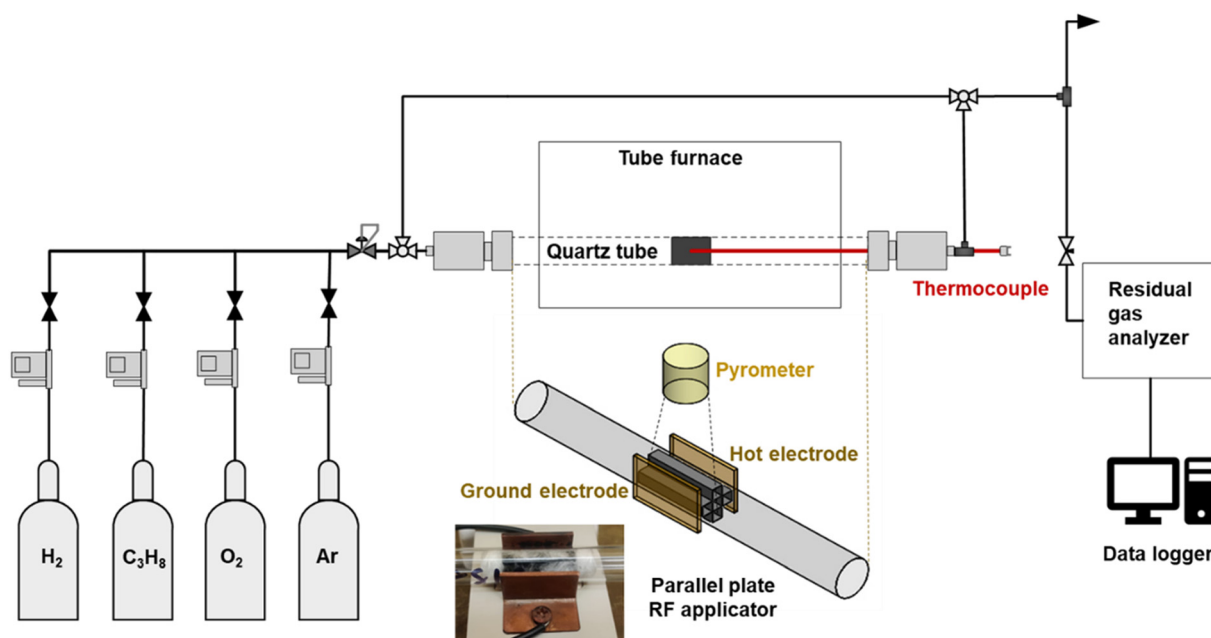 Tube furnace
Quartz tube
Thermocouple
Residual
gas
analyzer
Pyrometer
Hot electrode
Ground electrode
H₂
C₃H₈
O₂
Ar
Parallel plate
RF applicator
Data logger